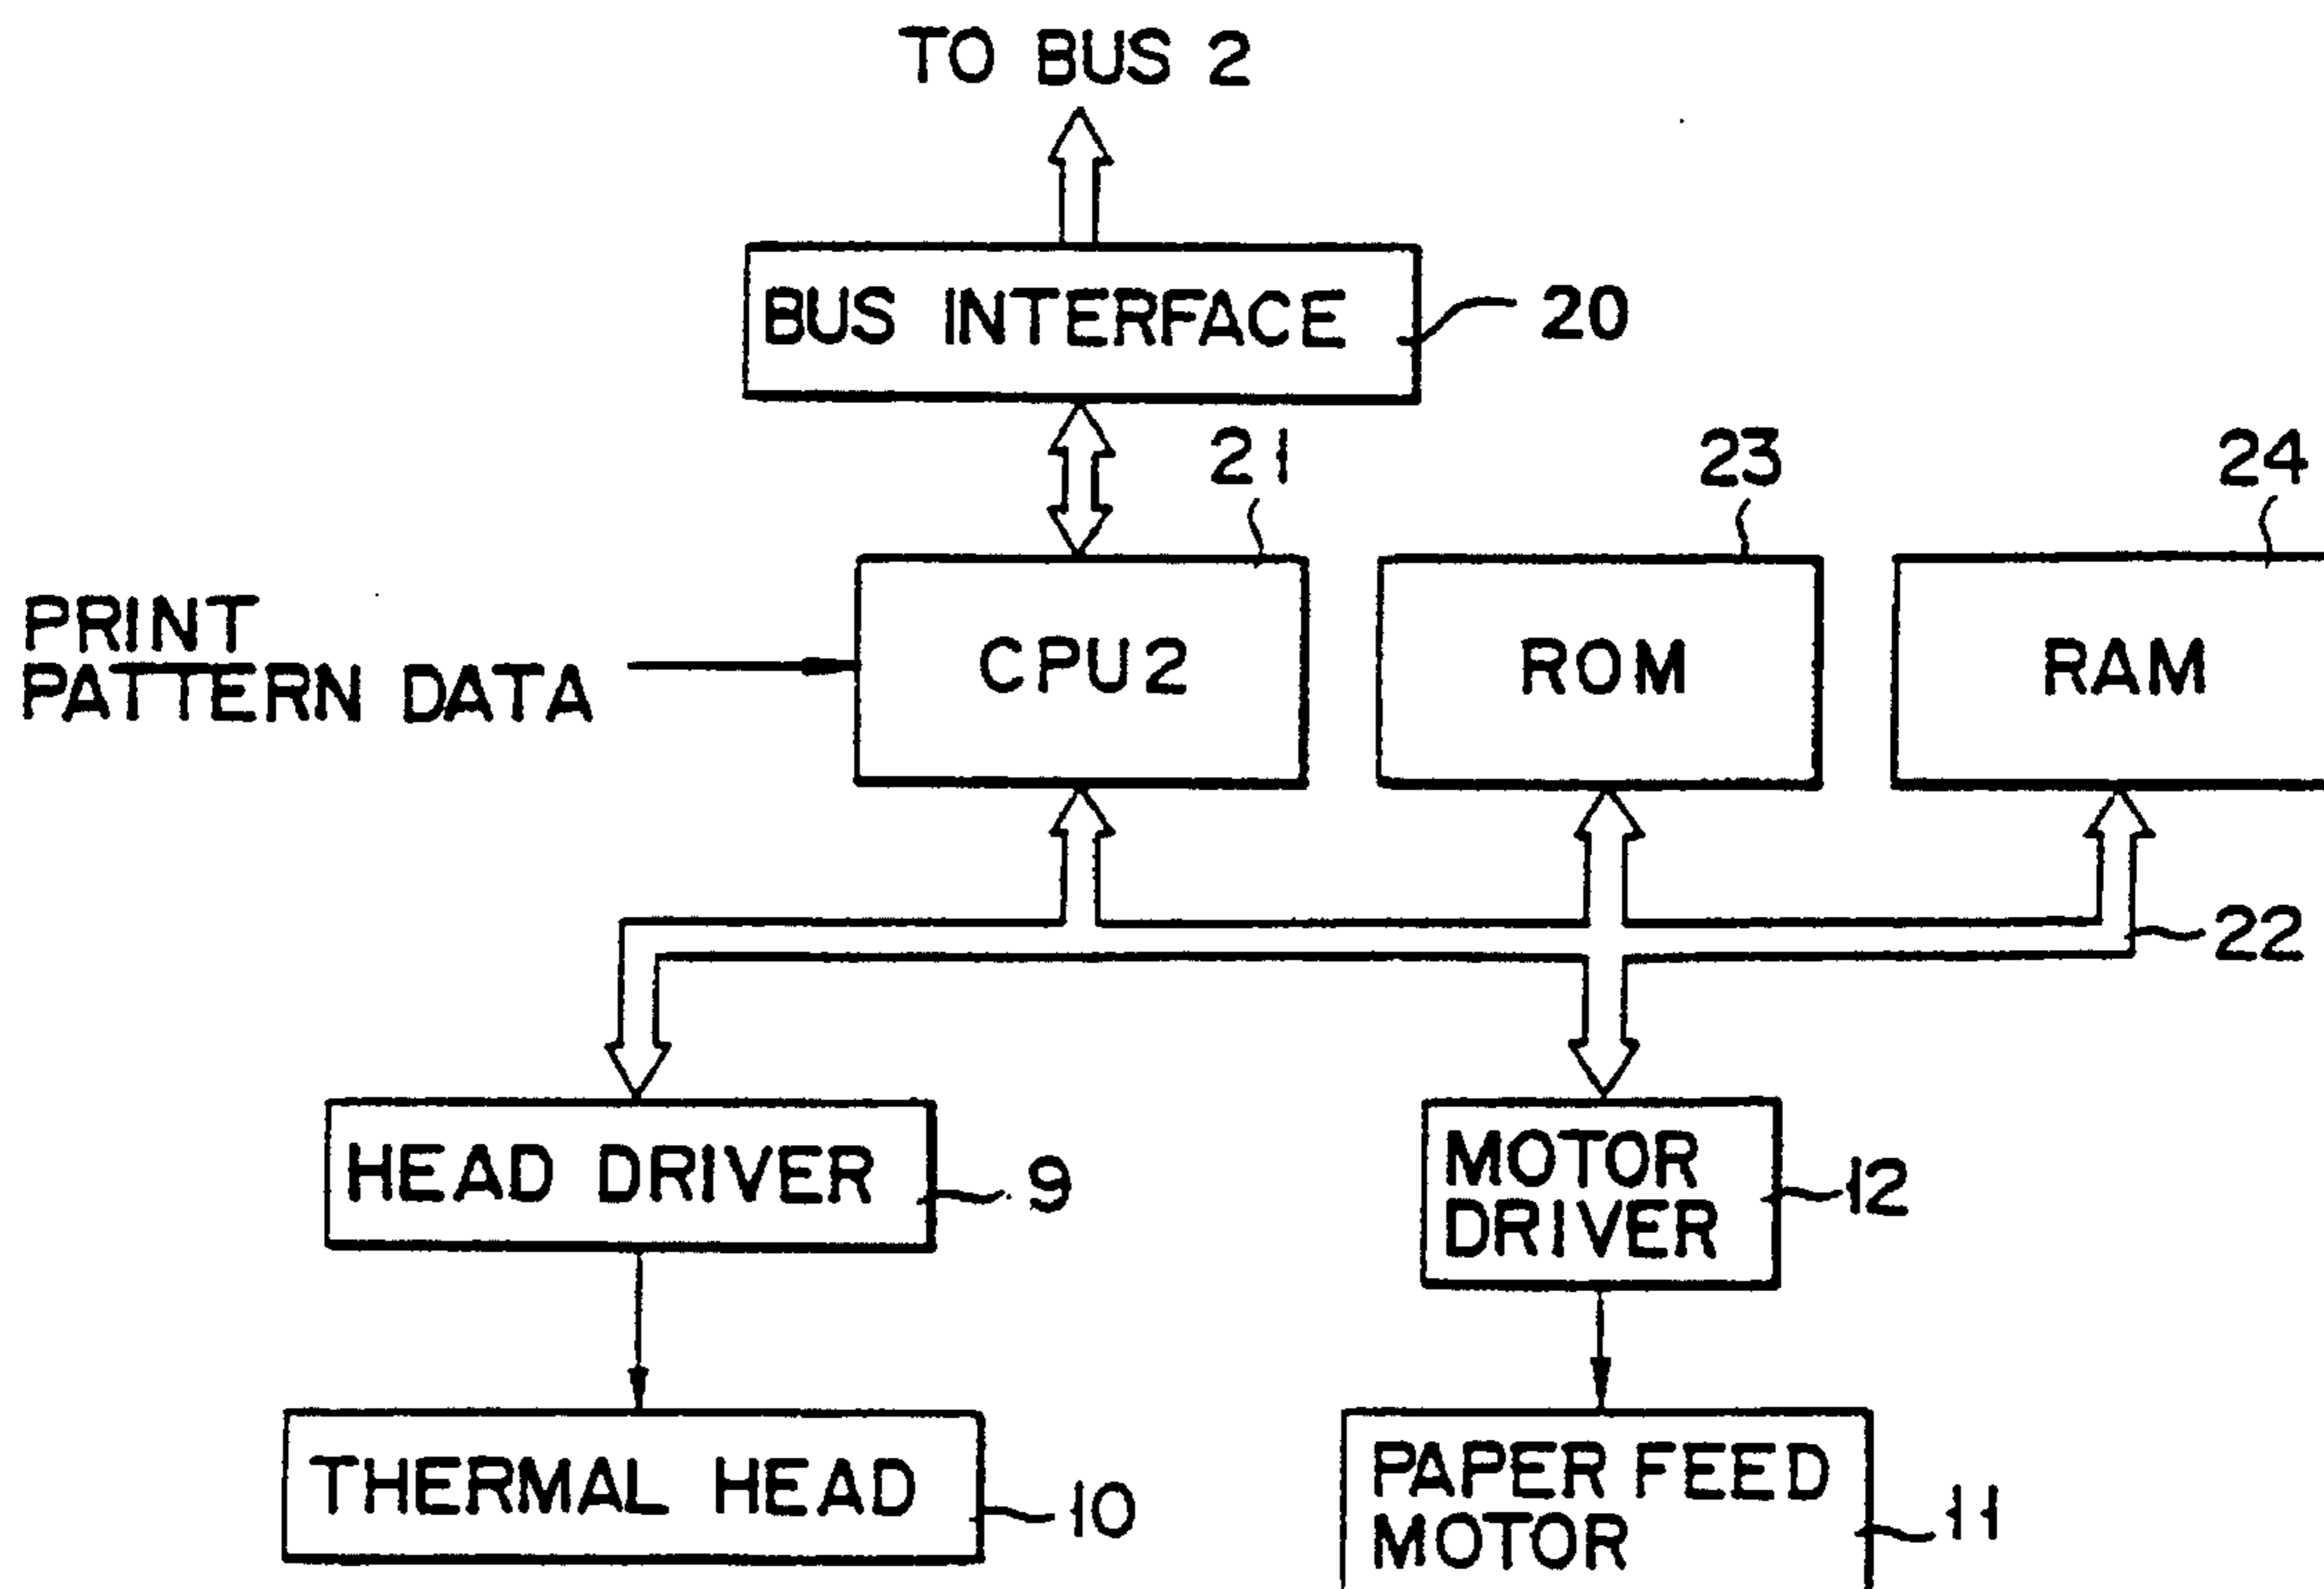 TO BUS 2
BUS INTERFACE
20
21
23
24
PRINT
PATTERN DATA
CPU2
ROM
RAM
22
HEAD DRIVER
9
MOTOR
DRIVER
12
THERMAL HEAD
10
PAPER FEED
MOTOR
11